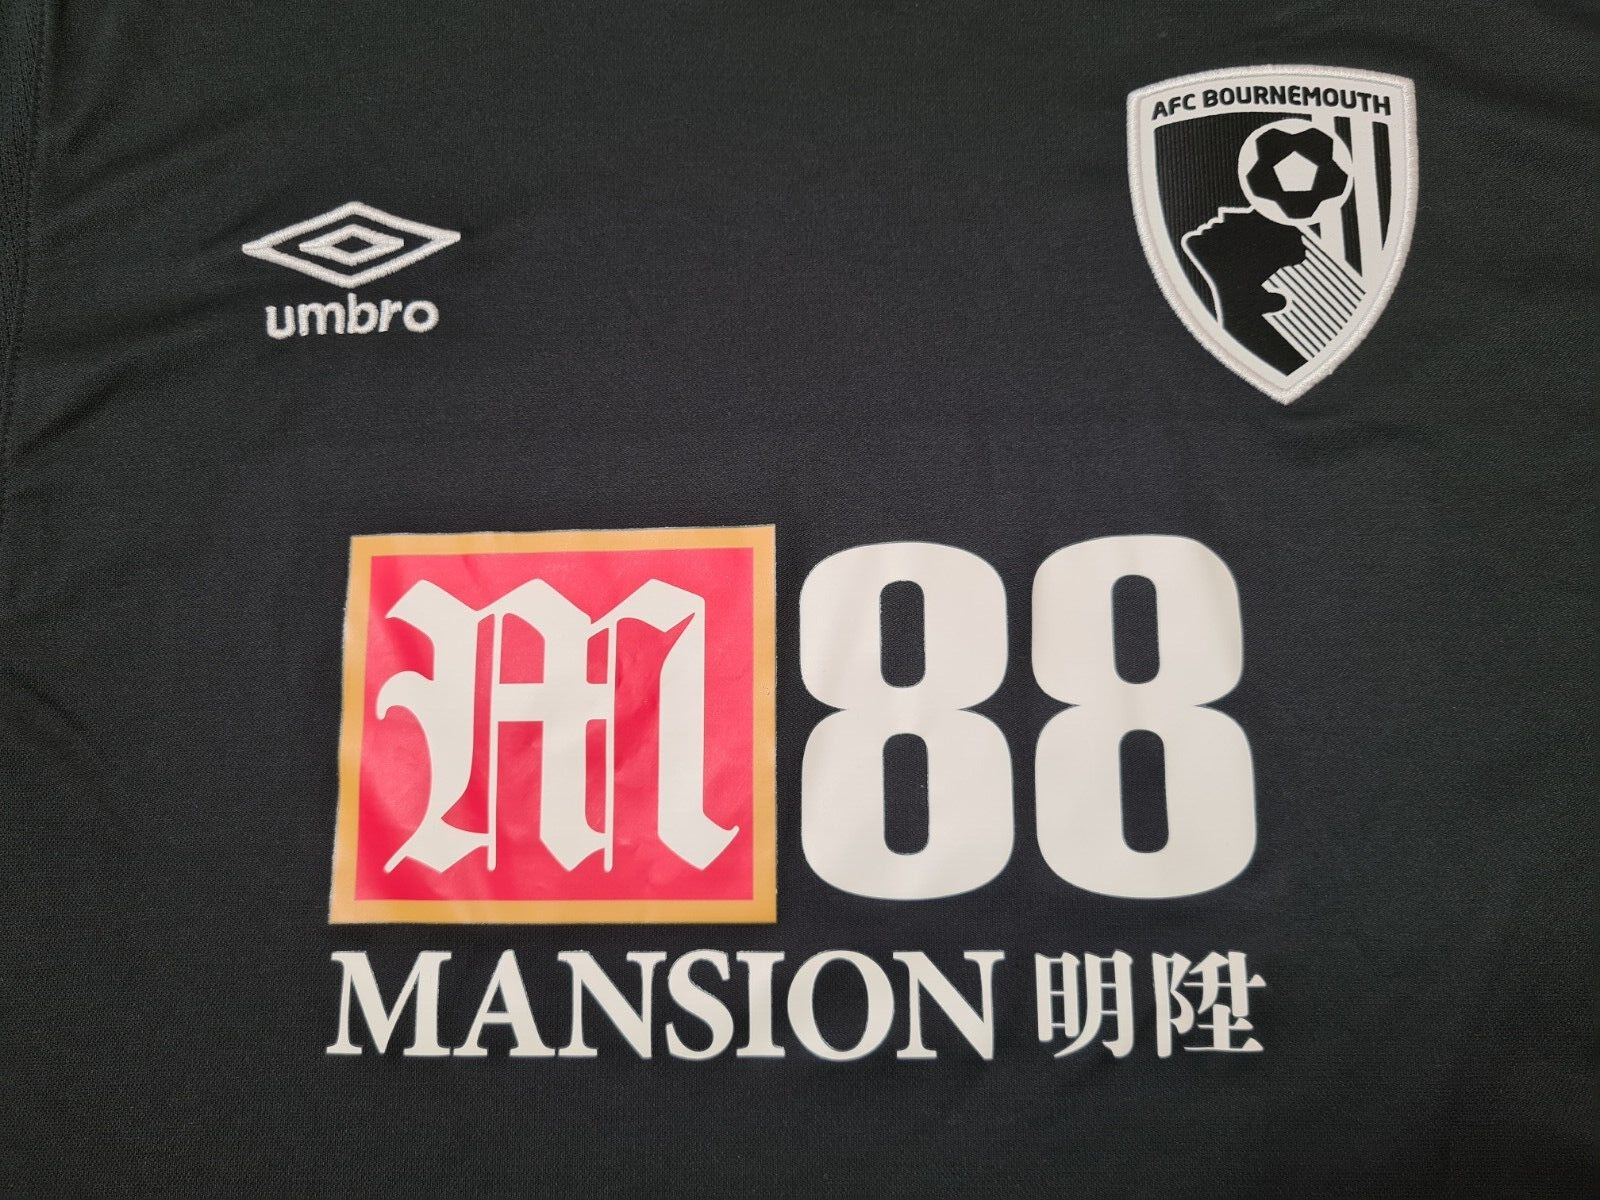 AFC BOURNEMOUTH
umbro
M88
MANSION 明陞